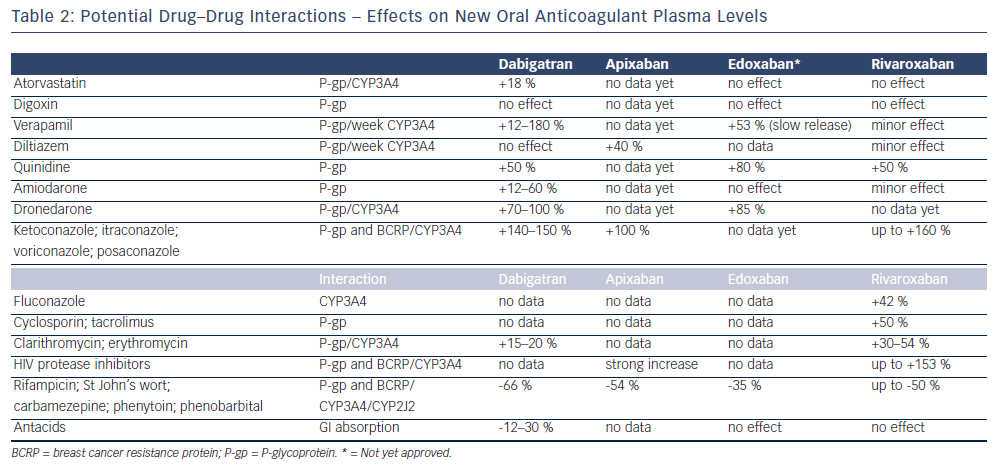 Table 2: Potential Drug–Drug Interactions – Effects on New Oral Anticoagulant Plasma Levels
Dabigatran Apixaban Edoxaban* Rivaroxaban
Atorvastatin P-gp/CYP3A4 +18 % no data yet no effect no effect
Digoxin P-gp no effect no data yet no effect no effect
Verapamil P-gp/week CYP3A4 +12–180 % no data yet +53 % (slow release) minor effect
Diltiazem P-gp/week CYP3A4 no effect +40 % no data minor effect
Quinidine P-gp +50 % no data yet +80 % +50 %
Amiodarone P-gp +12–60 % no data yet no effect minor effect
Dronedarone P-gp/CYP3A4 +70–100 % no data yet +85 % no data yet
Ketoconazole; itraconazole; P-gp and BCRP/CYP3A4 +140–150 % +100 % no data yet up to +160 %
voriconazole; posaconazole
Interaction Dabigatran Apixaban Edoxaban Rivaroxaban
Fluconazole CYP3A4 no data no data no data +42 %
Cyclosporin; tacrolimus P-gp no data no data no data +50 %
Clarithromycin; erythromycin P-gp/CYP3A4 +15–20 % no data no data +30–54 %
HIV protease inhibitors P-gp and BCRP/CYP3A4 no data strong increase no data up to +153 %
Rifampicin; St John's wort; P-gp and BCRP/ -66 % -54 % -35 % up to -50 %
carbamezepine; phenytoin; phenobarbital CYP3A4/CYP2J2
Antacids GI absorption -12–30 % no data no effect no effect
BCRP = breast cancer resistance protein; P-gp = P-glycoprotein. * = Not yet approved.